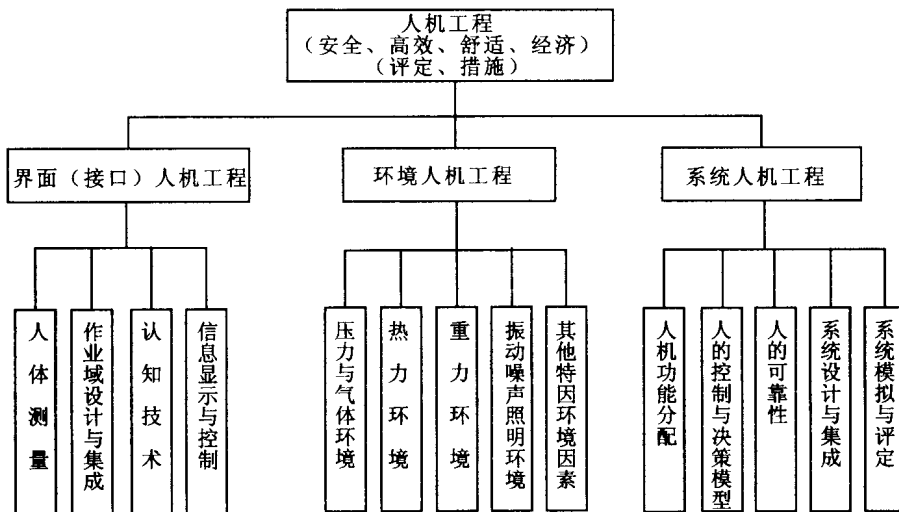 人机工程
（安全、高效、舒适、经济）
（评定、措施）
界面（接口）人机工程
环境人机工程
系统人机工程
人体测量
作业域设计与集成
认知技术
信息显示与控制
压力与气体环境
热力环境
重力环境
振动噪声照明环境
其他特因环境因素
人机功能分配
人的控制与决策模型
人的可靠性
系统设计与集成
系统模拟与评定